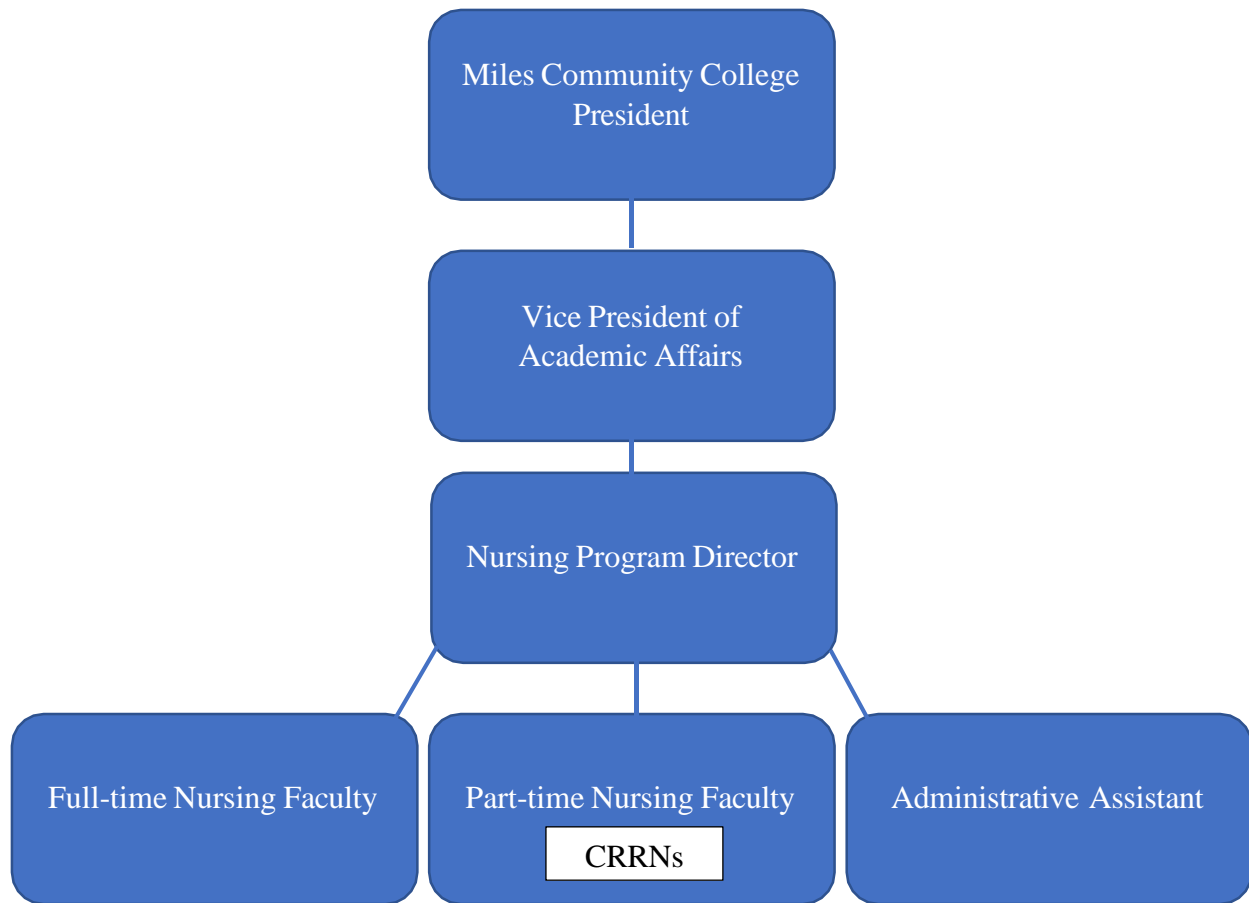 Miles Community College
President
Vice President of
Academic Affairs
Nursing Program Director
Full-time Nursing Faculty
Part-time Nursing Faculty
CRRNs
Administrative Assistant